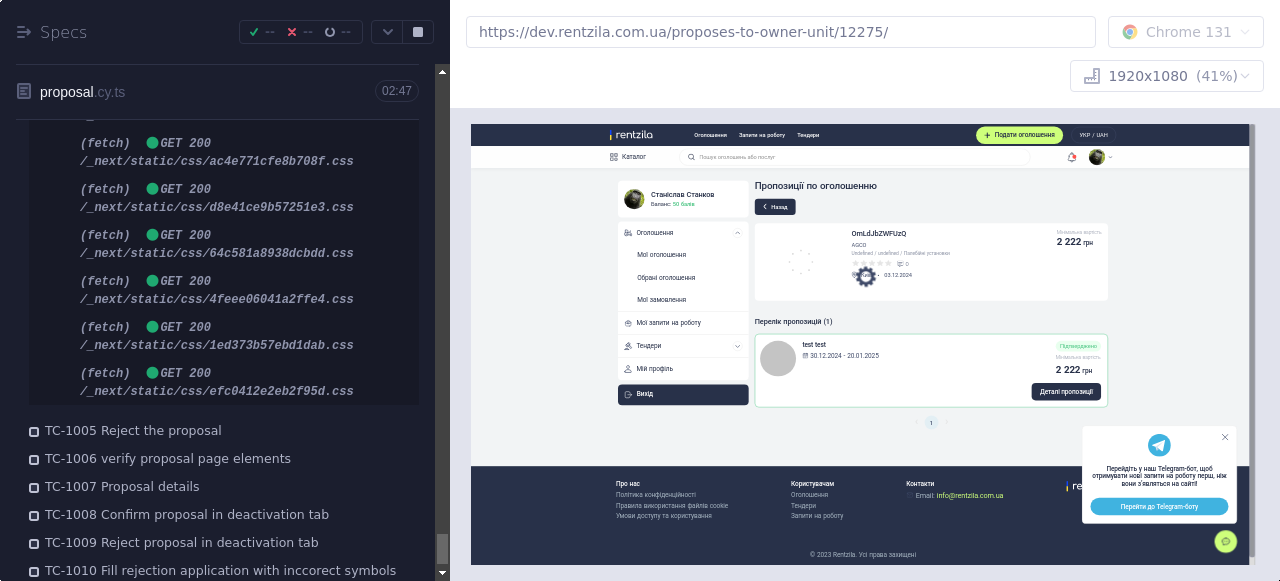 Specs
--
--
--
https://dev.rentzila.com.ua/proposes-to-owner-unit/12275/
Chrome 131
1920x1080 (41%)
proposal.cy.ts
02:47
(fetch) GET 200
/_next/static/css/ac4e771cfe8b708f.css
(fetch) GET 200
/_next/static/css/d8e41ce9b57251e3.css
(fetch) GET 200
/_next/static/css/64c581a8938dcbdd.css
(fetch) GET 200
/_next/static/css/4feee06041a2ffe4.css
(fetch) GET 200
/_next/static/css/1ed373b57ebd1dab.css
(fetch) GET 200
/_next/static/css/efc0412e2eb2f95d.css
TC-1005 Reject the proposal
TC-1006 verify proposal page elements
TC-1007 Proposal details
TC-1008 Confirm proposal in deactivation tab
TC-1009 Reject proposal in deactivation tab
TC-1010 Fill rejection application with inccorect symbols
rentzila
Оголошення
Запити на роботу
Тендери
Подати оголошення
УКР / UAH
Каталог
Пошук оголошень або послуг
Станіслав Станков
Баланс: 50 балів
Оголошення
Мої оголошення
Обрані оголошення
Мої замовлення
Мої запити на роботу
Тендери
Мій профіль
Вихід
Пропозиції по оголошенню
Назад
OmLdJbZWFUzQ
AGCO
Undefined / undefined / Палебійні установки
0
03.12.2024
Мінімальна вартість
2 222 грн
Перелік пропозицій (1)
test test
30.12.2024 - 20.01.2025
Підтверджено
Мінімальна вартість
2 222 грн
Деталі пропозиції
1
Перейдіть у наш Telegram-бот, щоб
отримувати нові запити на роботу перш, ніж
вони з'являться на сайті!
Перейти до Telegram-боту
Про нас
Політика конфіденційності
Правила використання файлів cookie
Умови доступу та користування
Користувачам
Оголошення
Тендери
Запити на роботу
Контакти
Email: info@rentzila.com.ua
re
© 2023 Rentzila. Усі права захищені